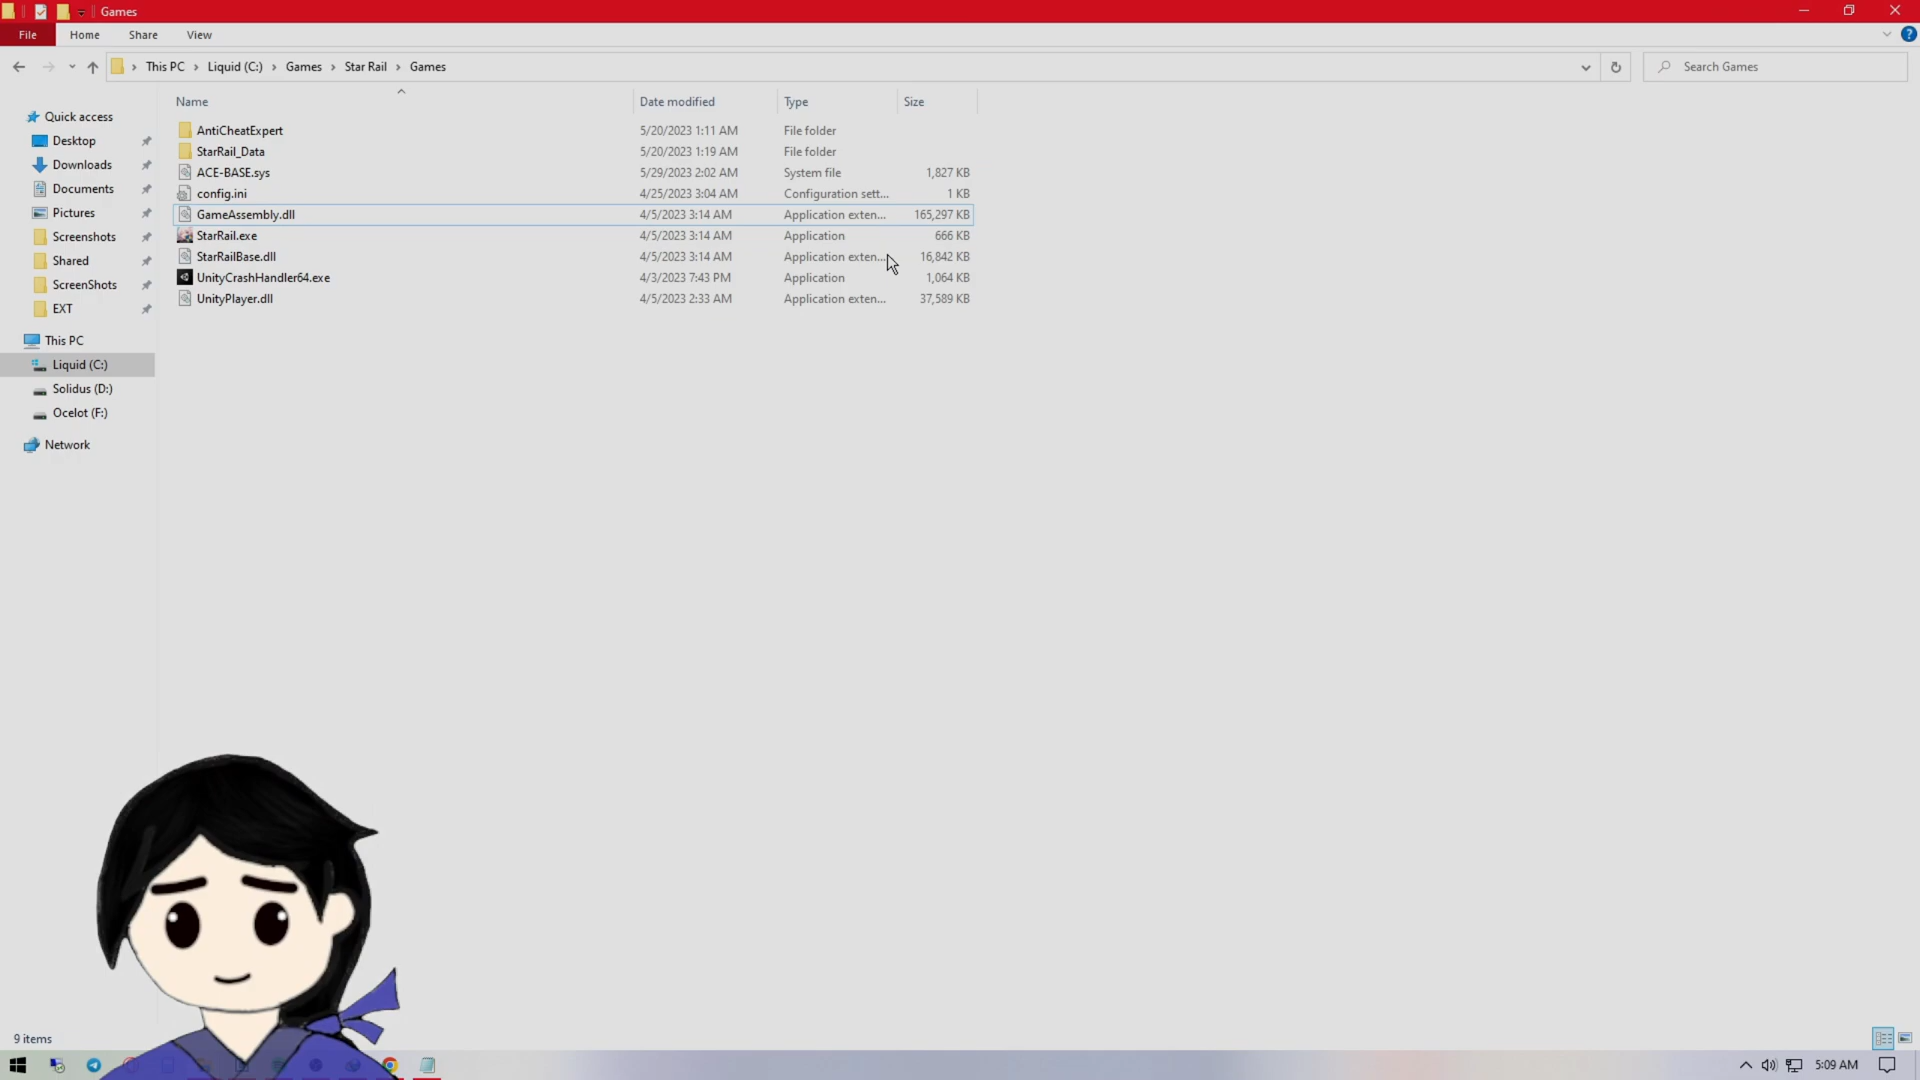 Games
File Home Share View
This PC Liquid (C:) Games Star Rail Games
Search Games
Name Date modified Type Size
AntiCheatExpert 5/20/2023 1:11 AM File folder
StarRail_Data 5/20/2023 1:19 AM File folder
ACE-BASE.sys 5/29/2023 2:02 AM System file 1,827 KB
config.ini 4/25/2023 3:04 AM Configuration sett... 1 KB
GameAssembly.dll 4/5/2023 3:14 AM Application exten... 165,297 KB
StarRail.exe 4/5/2023 3:14 AM Application 666 KB
StarRailBase.dll 4/5/2023 3:14 AM Application exten... 16,842 KB
UnityCrashHandler64.exe 4/3/2023 7:43 PM Application 1,064 KB
UnityPlayer.dll 4/5/2023 2:33 AM Application exten... 37,589 KB
Quick access
Desktop
Downloads
Documents
Pictures
Screenshots
Shared
ScreenShots
EXT
This PC
Liquid (C:)
Solidus (D:)
Ocelot (F:)
Network
9 items
5:09 AM